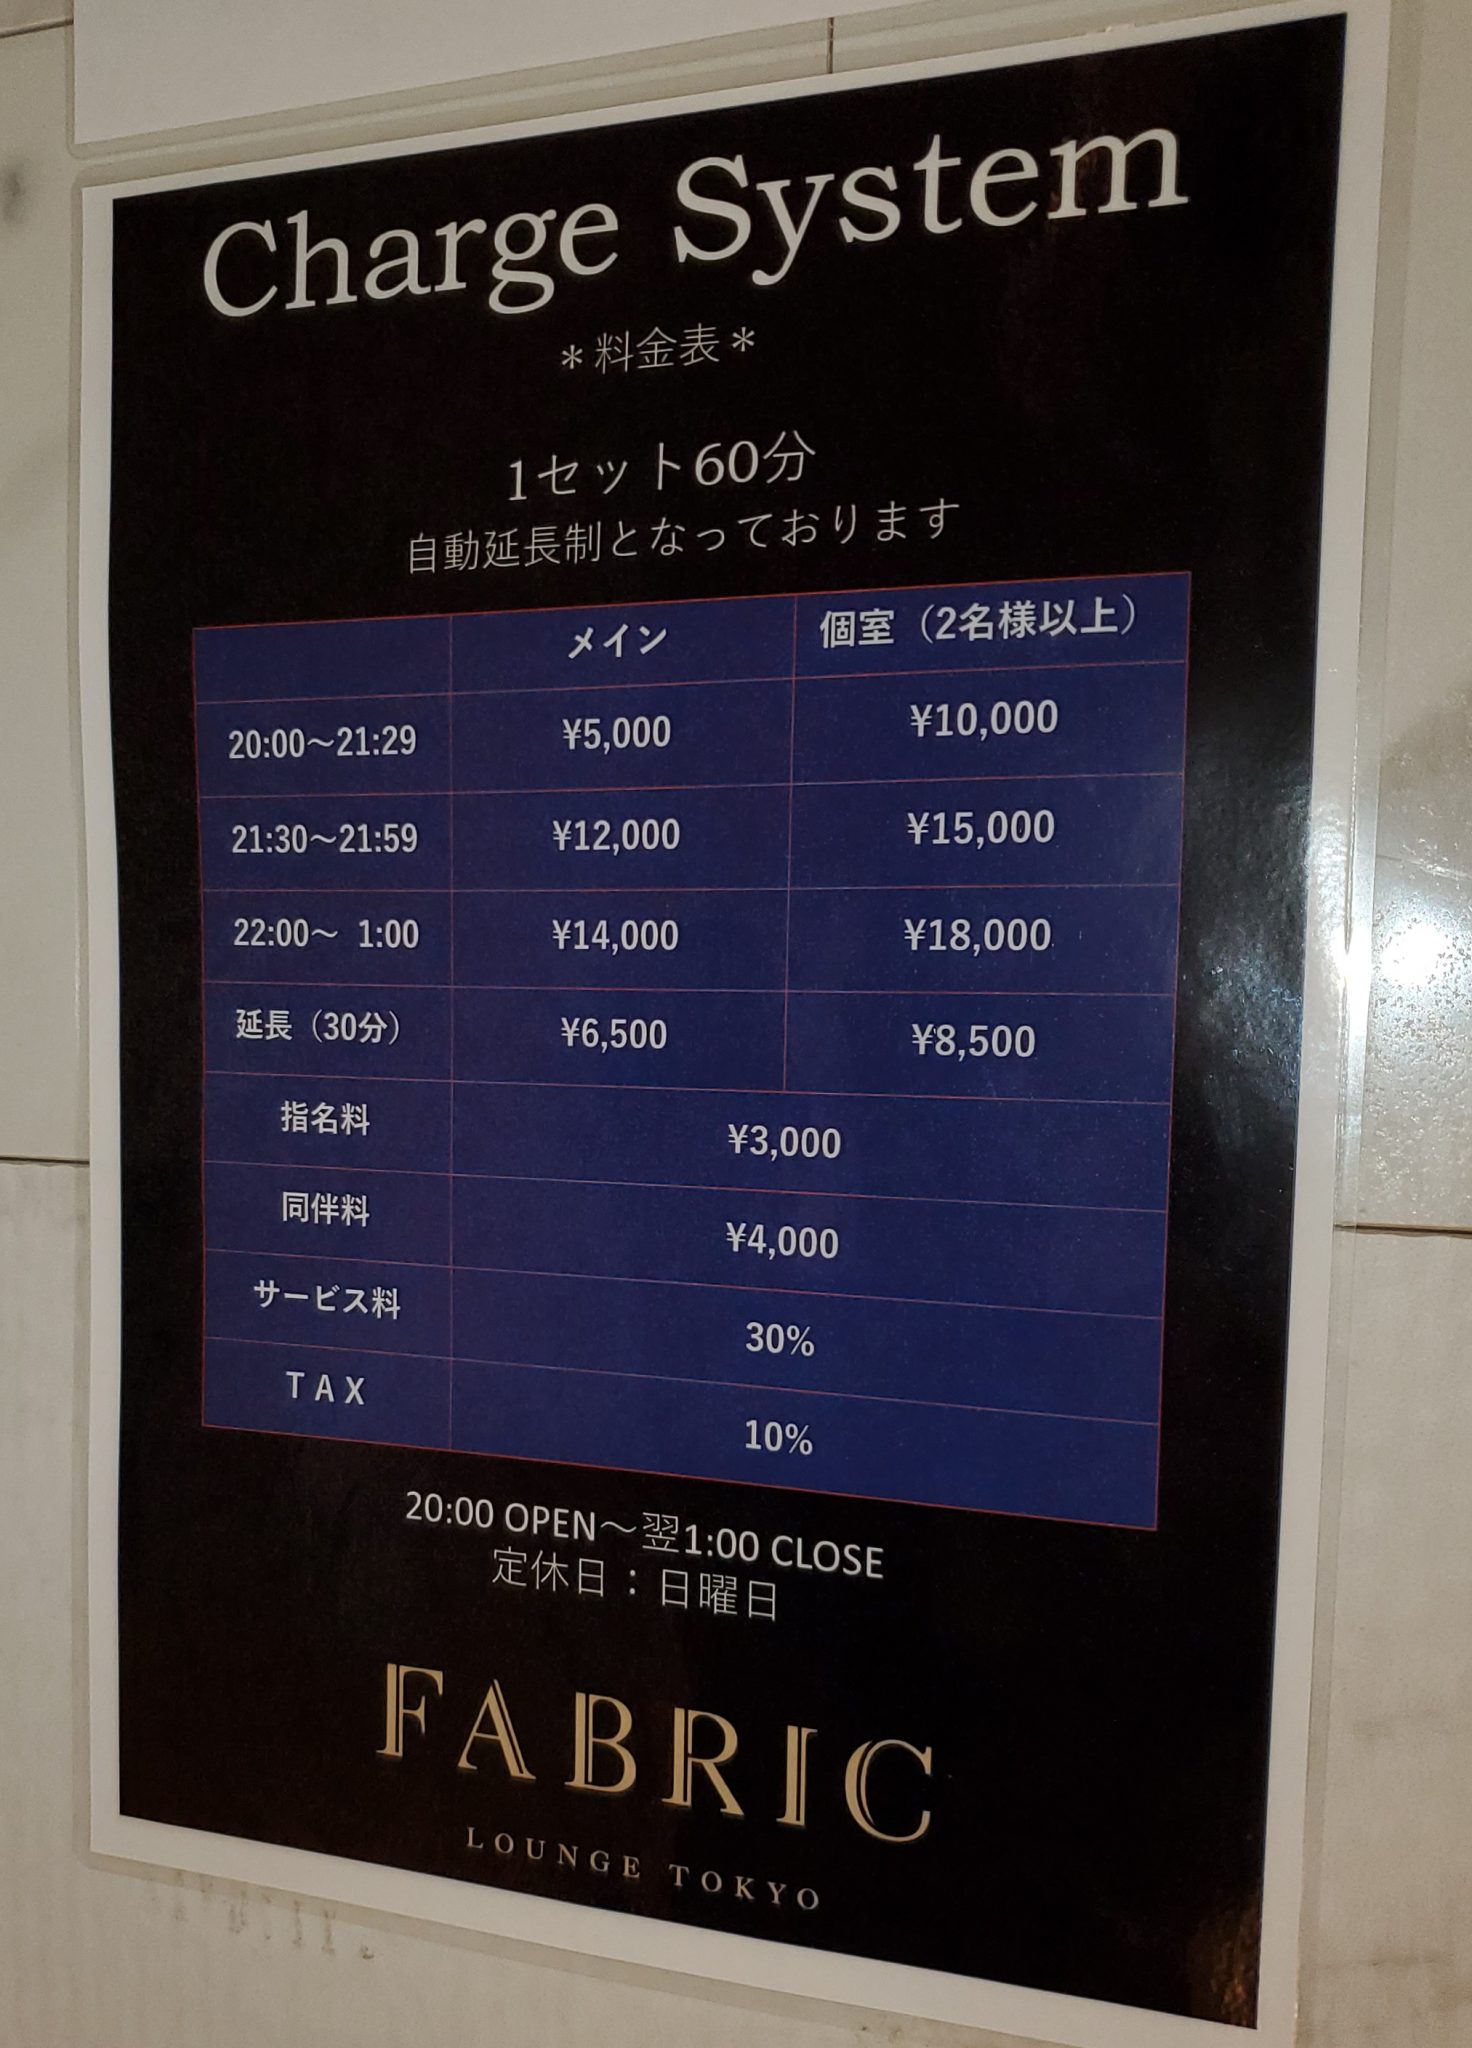 Charge System
＊料金表＊
1セット60分
自動延長制となっております
メイン 個室（2名様以上）
20:00～21:29 ¥5,000 ¥10,000
21:30～21:59 ¥12,000 ¥15,000
22:00～ 1:00 ¥14,000 ¥18,000
延長（30分） ¥6,500 ¥8,500
指名料 ¥3,000
同伴料 ¥4,000
サービス料 30%
ＴＡＸ 10%
20:00 OPEN～翌1:00 CLOSE
定休日：日曜日
FABRIC
LOUNGE TOKYO